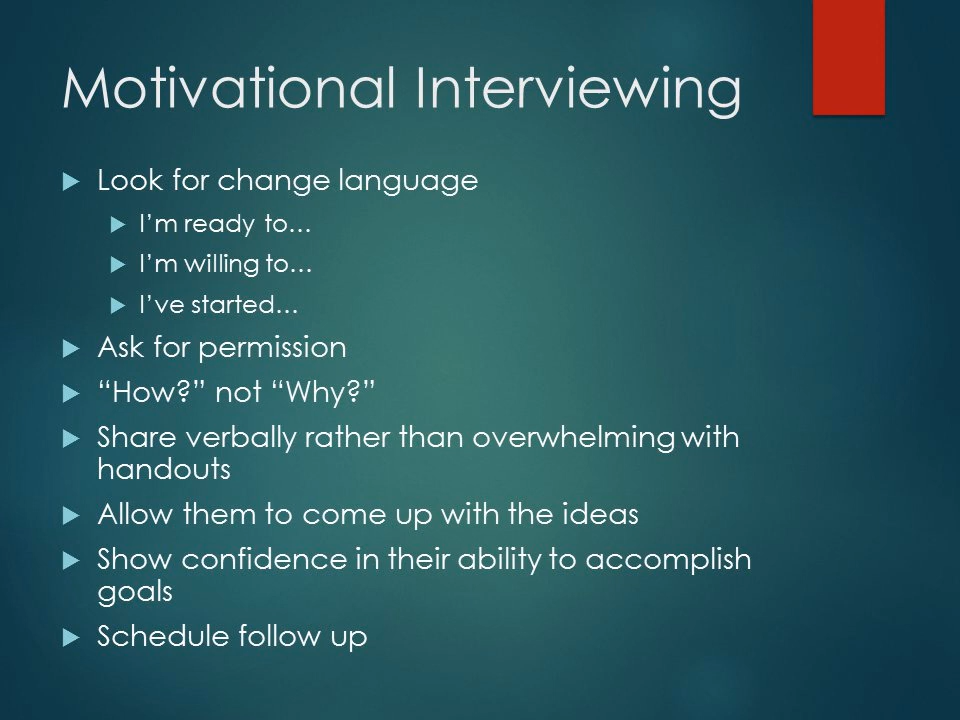 Motivational Interviewing
Look for change language
I’m ready to…
I’m willing to…
I’ve started…
Ask for permission
“How?” not “Why?”
Share verbally rather than overwhelming with
handouts
Allow them to come up with the ideas
Show confidence in their ability to accomplish
goals
Schedule follow up